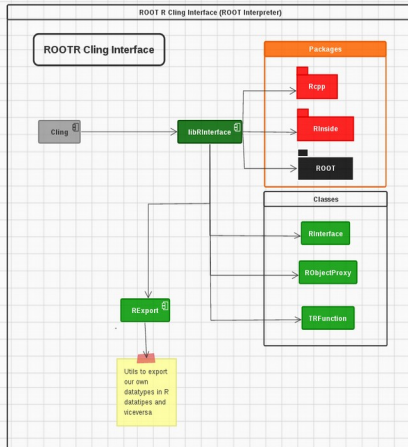 ROOT R Cling Interface (ROOT Interpreter)
ROOTR Cling Interface
Packages
Rcpp
Cling
libRInterface
RInside
ROOT
Classes
RInterface
RObjectProxy
RExport
TRFunction
Utils to export
our own
datatypes in R
datatipes and
viceversa